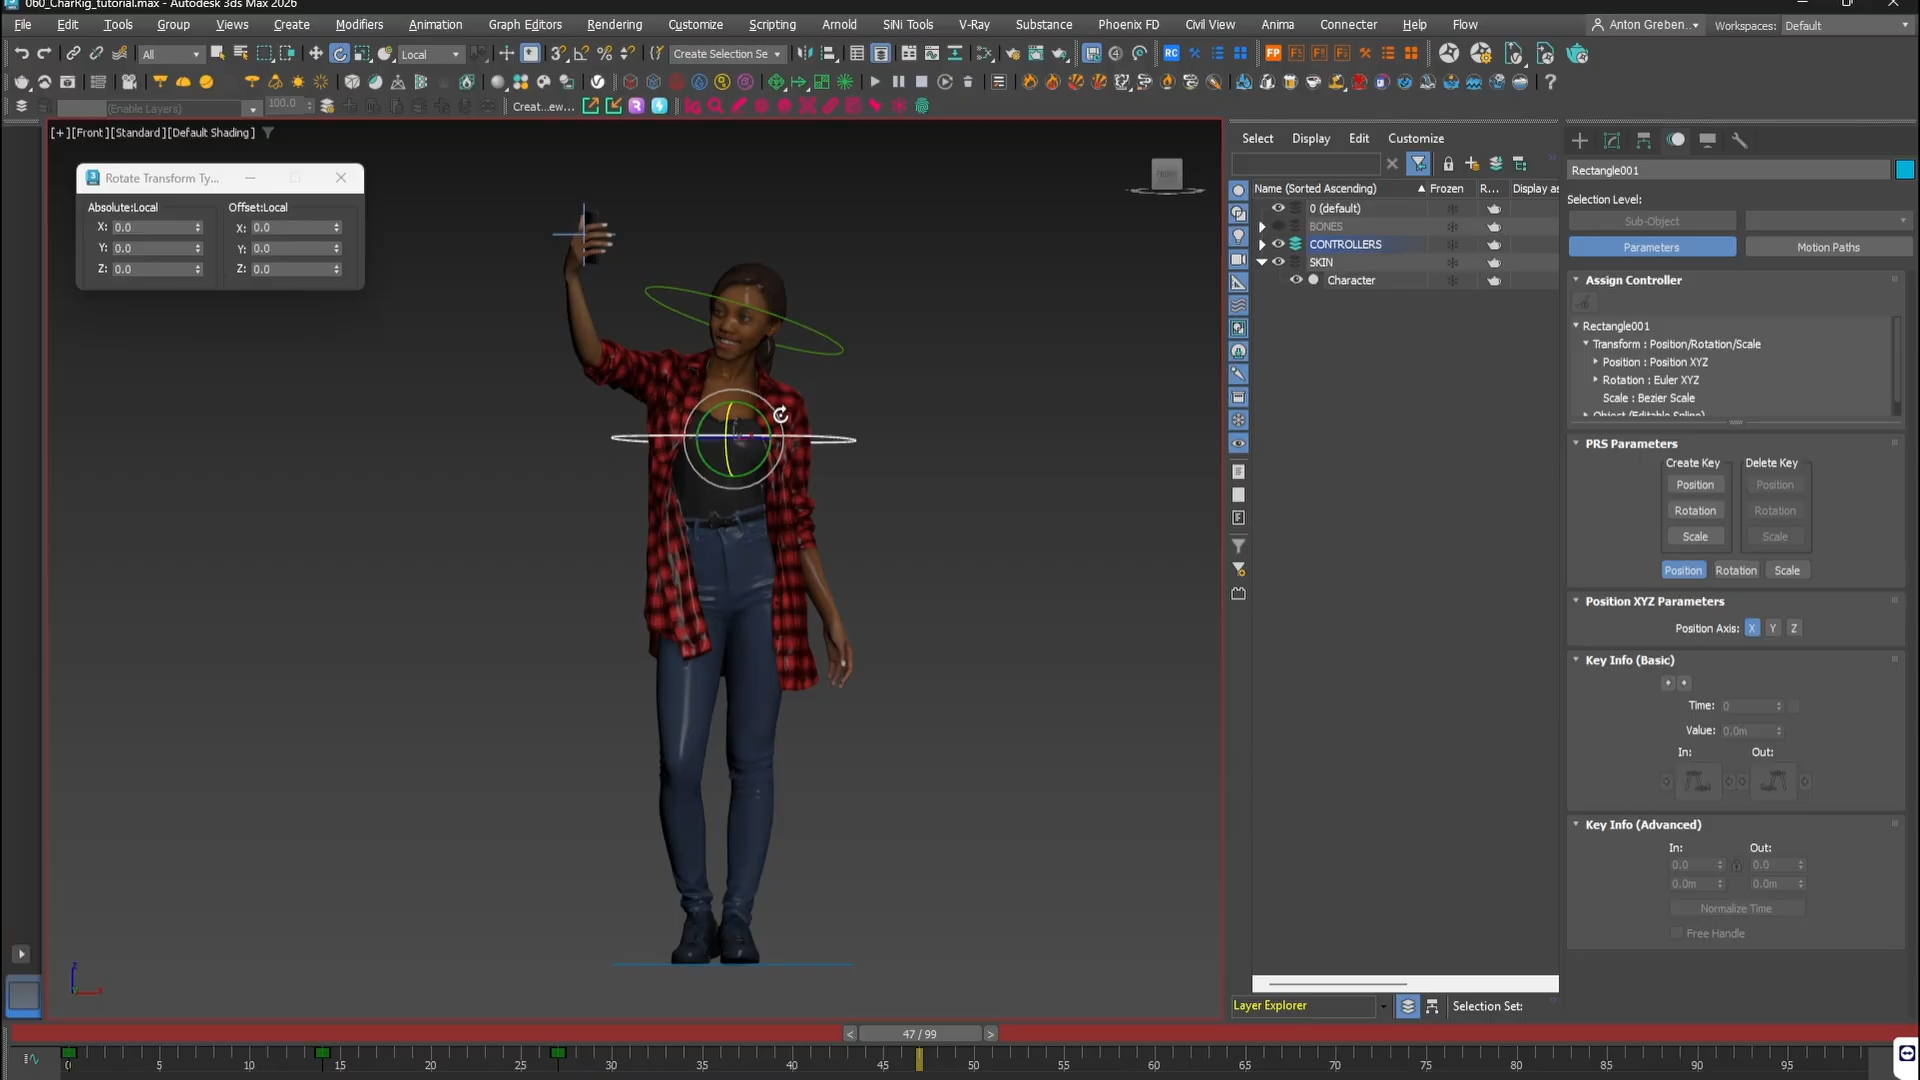 060_CharRig_tutorial.max - Autodesk 3ds Max 2026
File Edit Tools Group Views Create Modifiers Animation Graph Editors Rendering Customize Scripting Arnold SiNi Tools V-Ray Substance Phoenix FD Civil View Anima Connecter Help Flow Anton Greben.. Workspaces: Default
All Local Create Selection Se RC FP
(Enable Layers) 100.0 Creat...ew...
[+][Front][Standard][Default Shading]
Rotate Transform Ty...
Absolute:Local Offset:Local
X: 0.0 X: 0.0
Y: 0.0 Y: 0.0
Z: 0.0 Z: 0.0
FRONT
Select Display Edit Customize
Name (Sorted Ascending) Frozen R... Display as
0 (default)
BONES
CONTROLLERS
SKIN
Character
Layer Explorer Selection Set:
Rectangle001
Selection Level:
Sub-Object
Parameters Motion Paths
Assign Controller
Rectangle001
Transform : Position/Rotation/Scale
Position : Position XYZ
Rotation : Euler XYZ
Scale : Bezier Scale
Object (Editable Spline)
PRS Parameters
Create Key Delete Key
Position Position
Rotation Rotation
Scale Scale
Position Rotation Scale
Position XYZ Parameters
Position Axis: X Y Z
Key Info (Basic)
Time: 0
Value: 0.0m
In: Out:
Key Info (Advanced)
In: Out:
0.0 0.0
0.0m 0.0m
Normalize Time
Free Handle
< 47 / 99 >
0 5 10 15 20 25 30 35 40 45 50 55 60 65 70 75 80 85 90 95